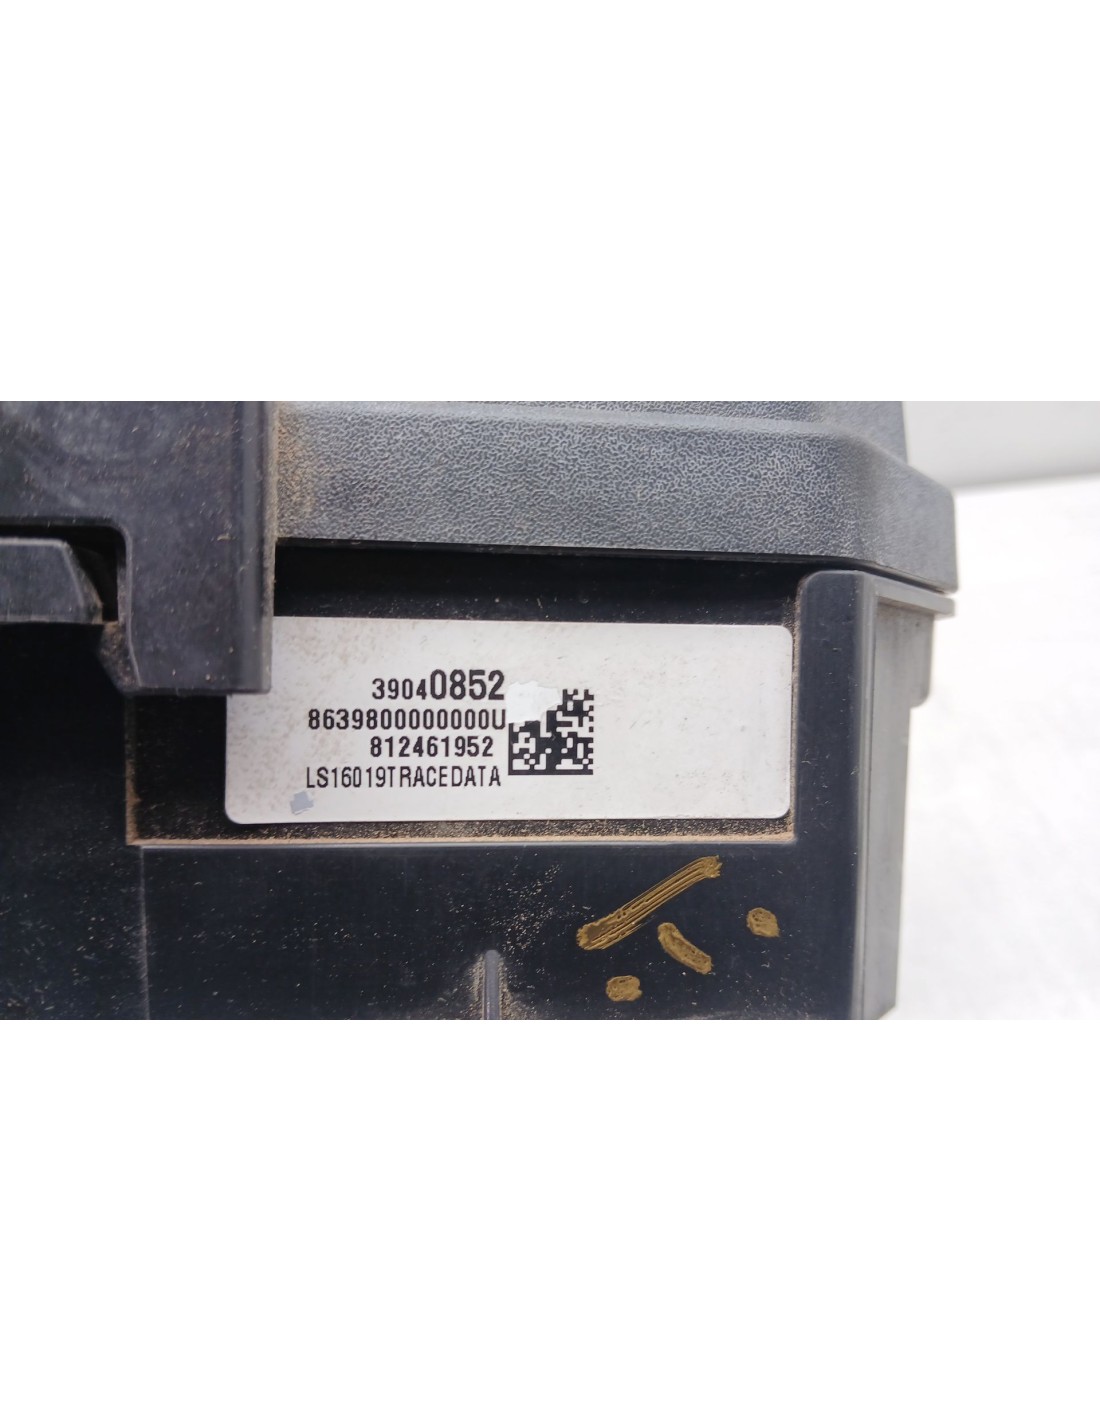 39040852
8639800000000U
812461952
LS16019TRACEDATA